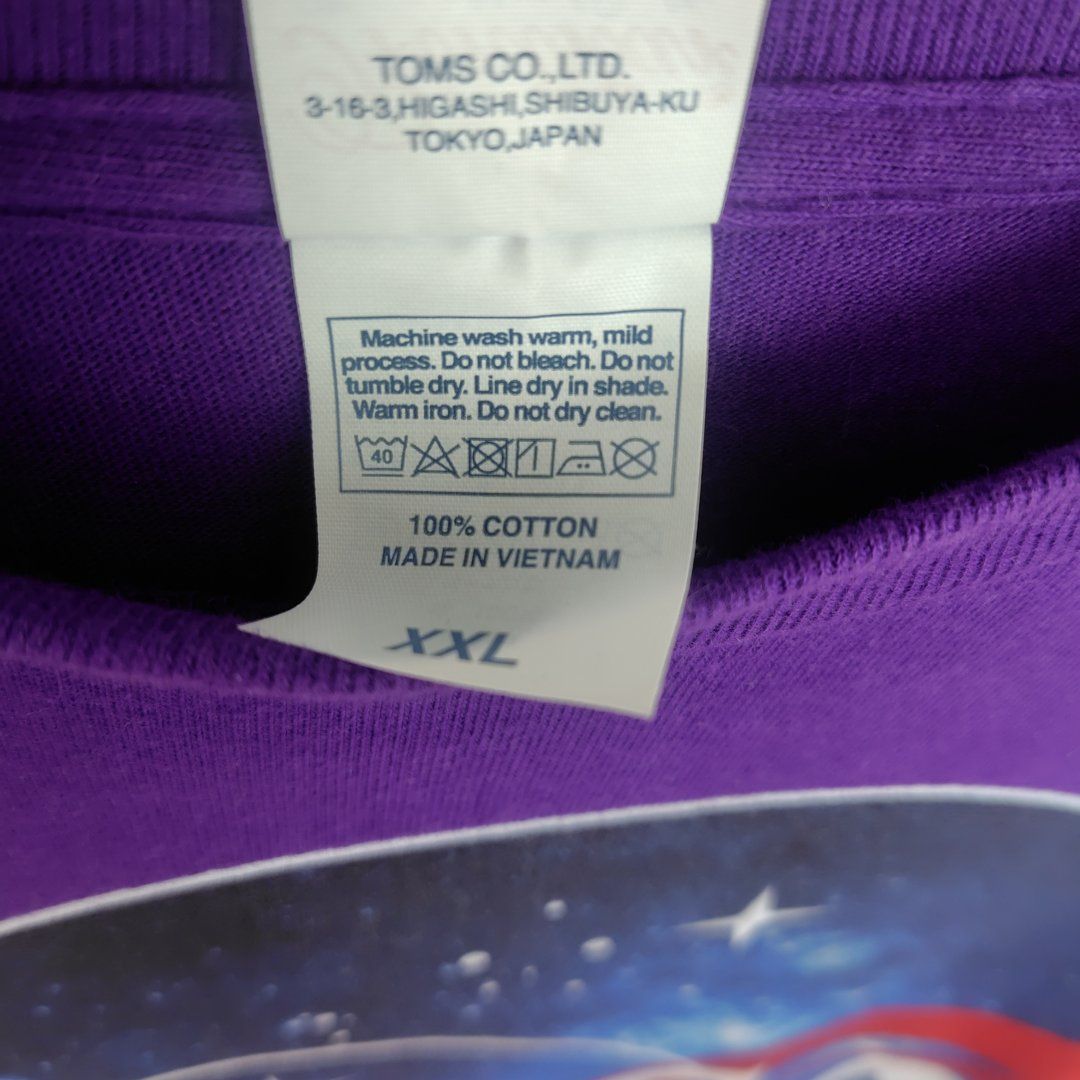 TOMS CO.,LTD.
3-16-3,HIGASHI,SHIBUYA-KU
TOKYO,JAPAN
Machine wash warm, mild
process. Do not bleach. Do not
tumble dry. Line dry in shade.
Warm iron. Do not dry clean.
40
100% COTTON
MADE IN VIETNAM
XXL